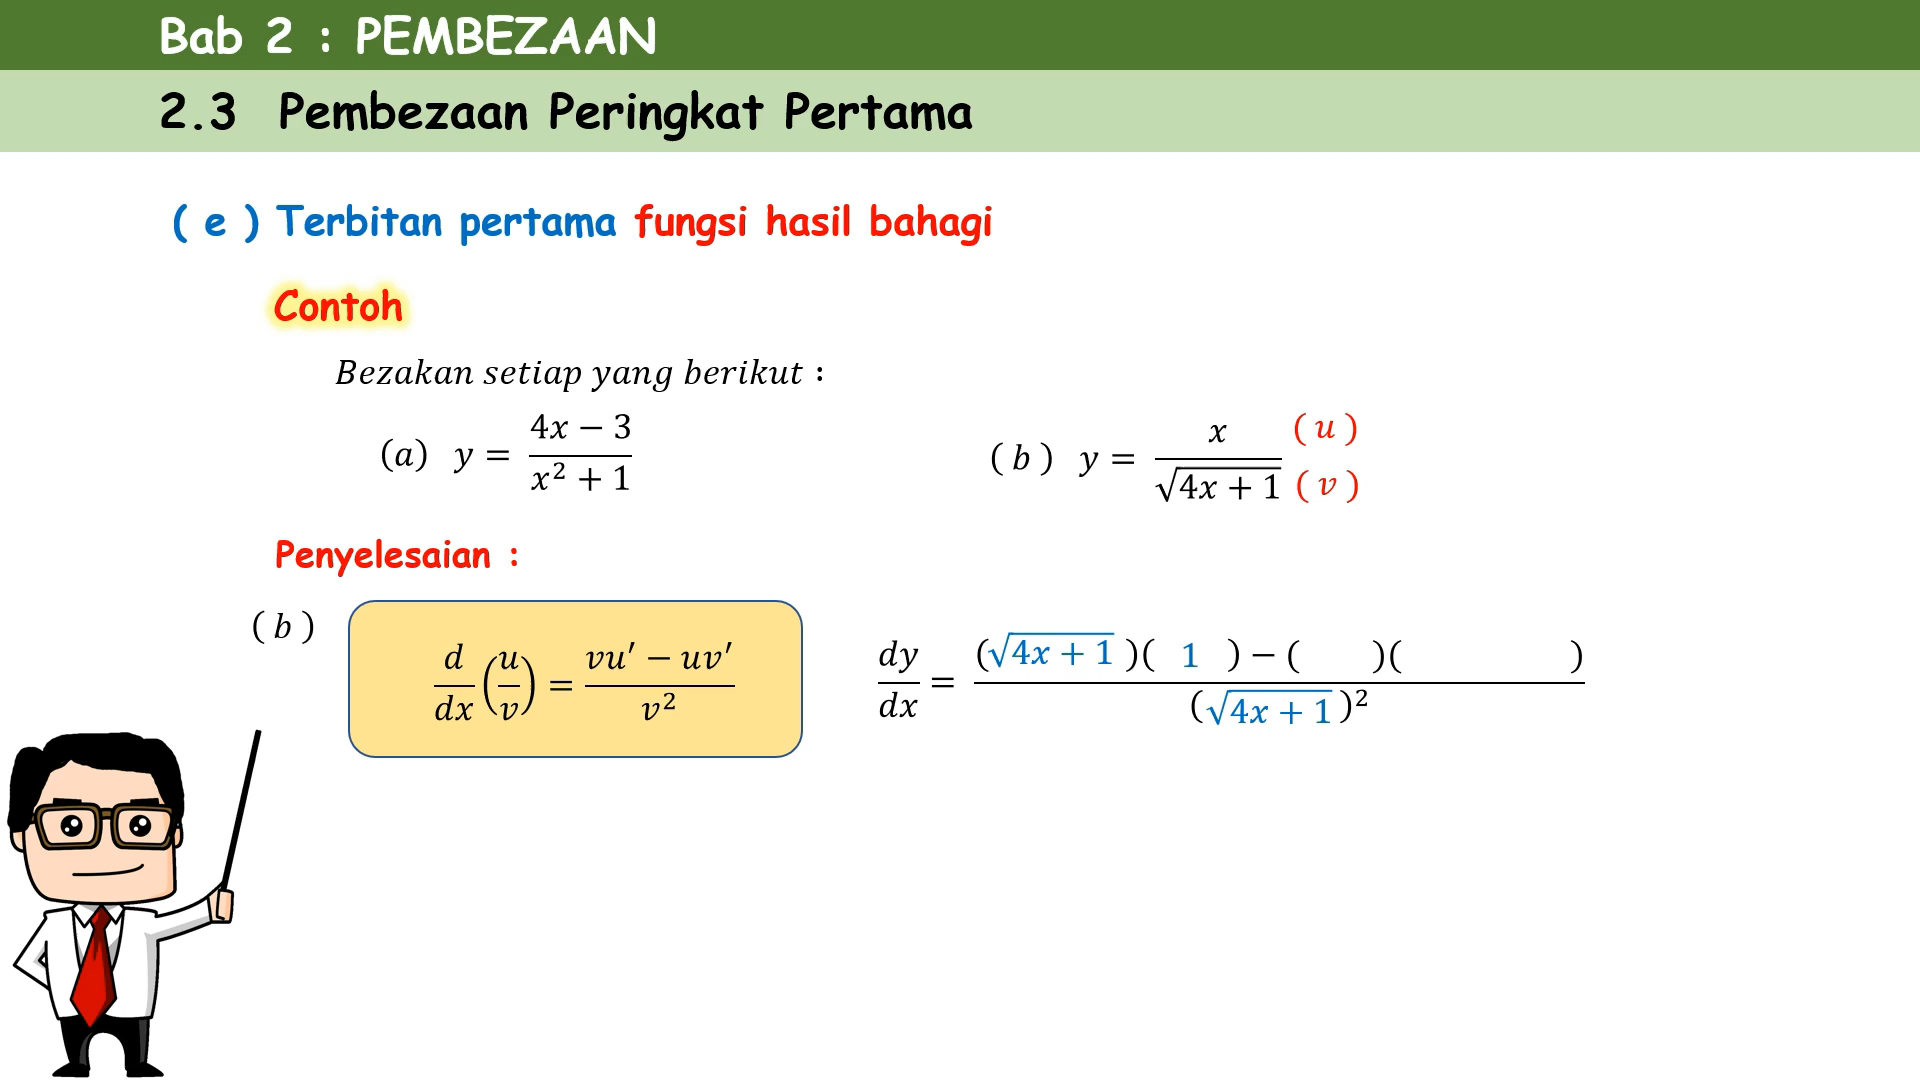 Bab 2 : PEMBEZAAN
2.3 Pembezaan Peringkat Pertama
( e ) Terbitan pertama fungsi hasil bahagi
Contoh
Bezakan setiap yang berikut :
(a) y = (4x − 3)/(x² + 1)
( b ) y = x/√(4x + 1) ( u ) ( v )
Penyelesaian :
( b )
d/dx (u/v) = (vu′ − uv′)/v²
dy/dx = ((√(4x + 1) )( 1 ) − ( )( ))/(√(4x + 1) )²